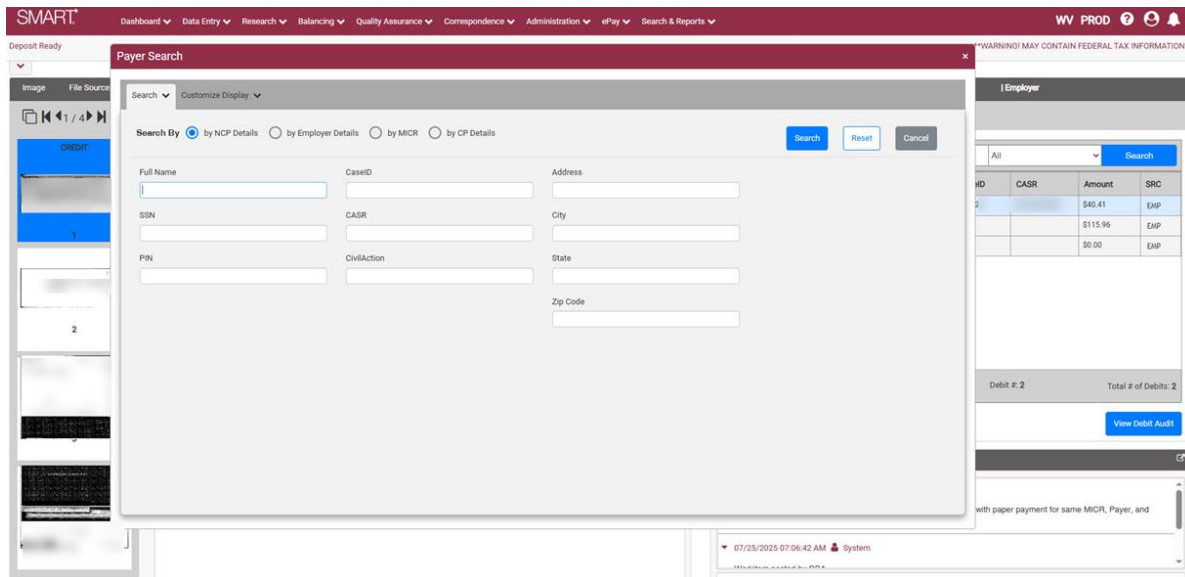 SMART
Dashboard Data Entry Research Balancing Quality Assurance Correspondence Administration ePay Search & Reports
WV PROD
Deposit Ready
**WARNING! MAY CONTAIN FEDERAL TAX INFORMATION
Payer Search
×
Image File Source
| Employer
Search Customize Display
1 / 4
Search By by NCP Details by Employer Details by MICR by CP Details
Search Reset Cancel
CREDIT
All Search
Full Name CaseID Address
CASR Amount SRC
$40.41 EMP
SSN CASR City
$115.96 EMP
1
$0.00 EMP
PIN CivilAction State
Zip Code
2
Debit #: 2 Total # of Debits: 2
View Debit Audit
with paper payment for same MICR, Payer, and
07/25/2025 07:06:42 AM System